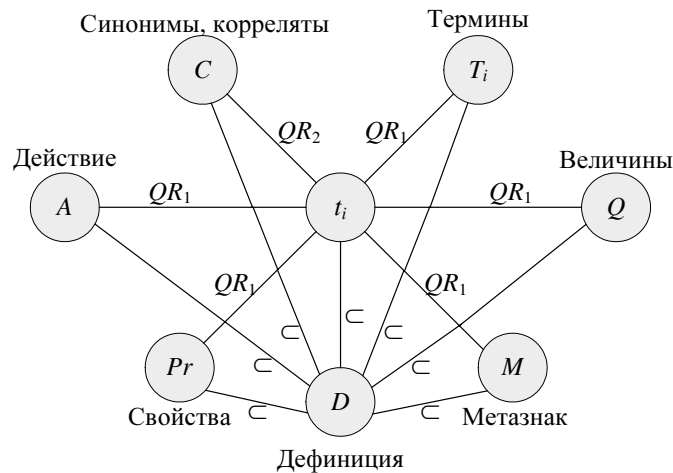 Синонимы, корреляты
Термины
C
T_i
QR_2
QR_1
Действие
Величины
A
QR_1
t_i
QR_1
Q
QR_1
QR_1
⊂
⊂
⊂
⊂
⊂
Pr
M
⊂
D
⊂
Свойства
Метазнак
Дефиниция